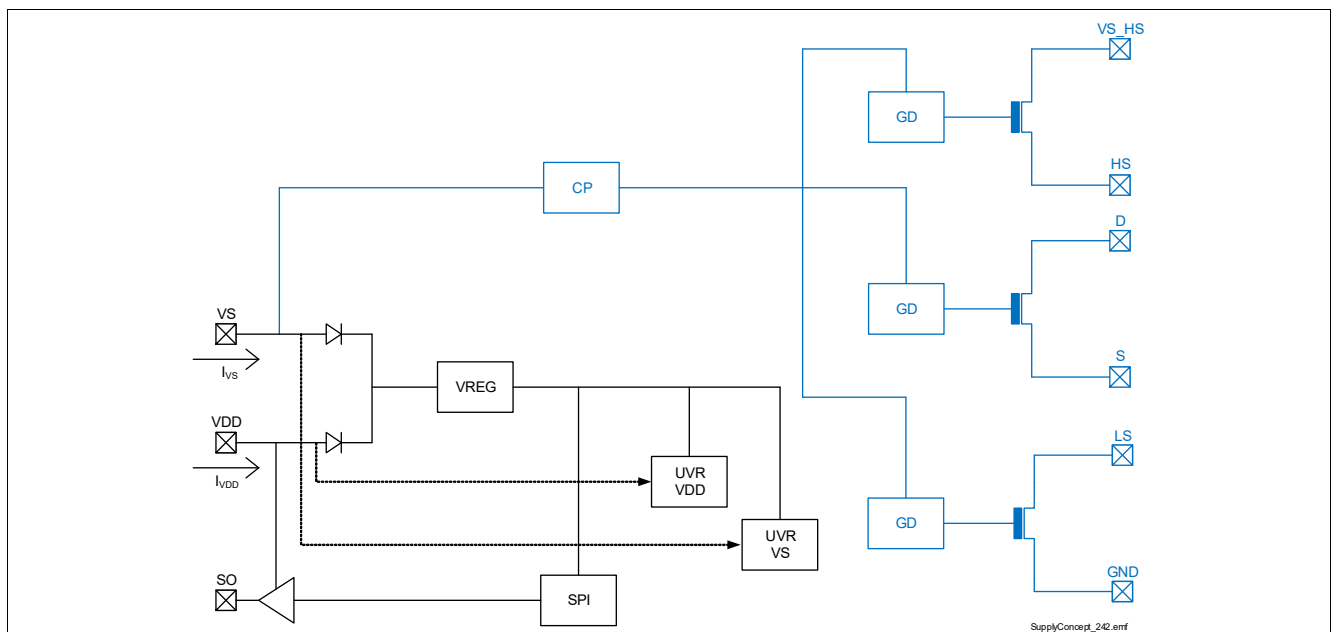 VS_HS
GD
HS
CP
D
GD
VS
S
IVS
VREG
VDD
LS
UVR
VDD
IVDD
GD
UVR
VS
SO
SPI
GND
SupplyConcept_242.emf